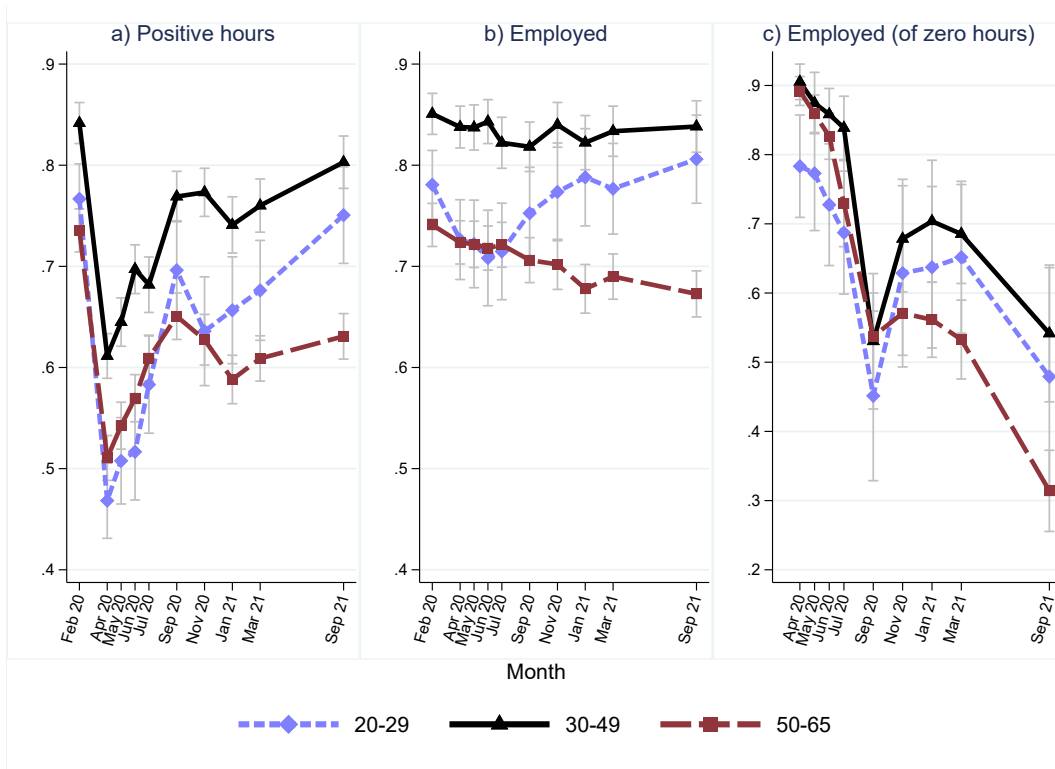 a) Positive hours
b) Employed
c) Employed (of zero hours)
.9
.8
.7
.6
.5
.4
Feb 20
Apr 20
May 20
Jun 20
Jul 20
Sep 20
Nov 20
Jan 21
Mar 21
Sep 21
.9
.8
.7
.6
.5
.4
Feb 20
Apr 20
May 20
Jun 20
Jul 20
Sep 20
Nov 20
Jan 21
Mar 21
Sep 21
.9
.8
.7
.6
.5
.4
.3
.2
Apr 20
May 20
Jun 20
Jul 20
Sep 20
Nov 20
Jan 21
Mar 21
Sep 21
Month
20-29
30-49
50-65